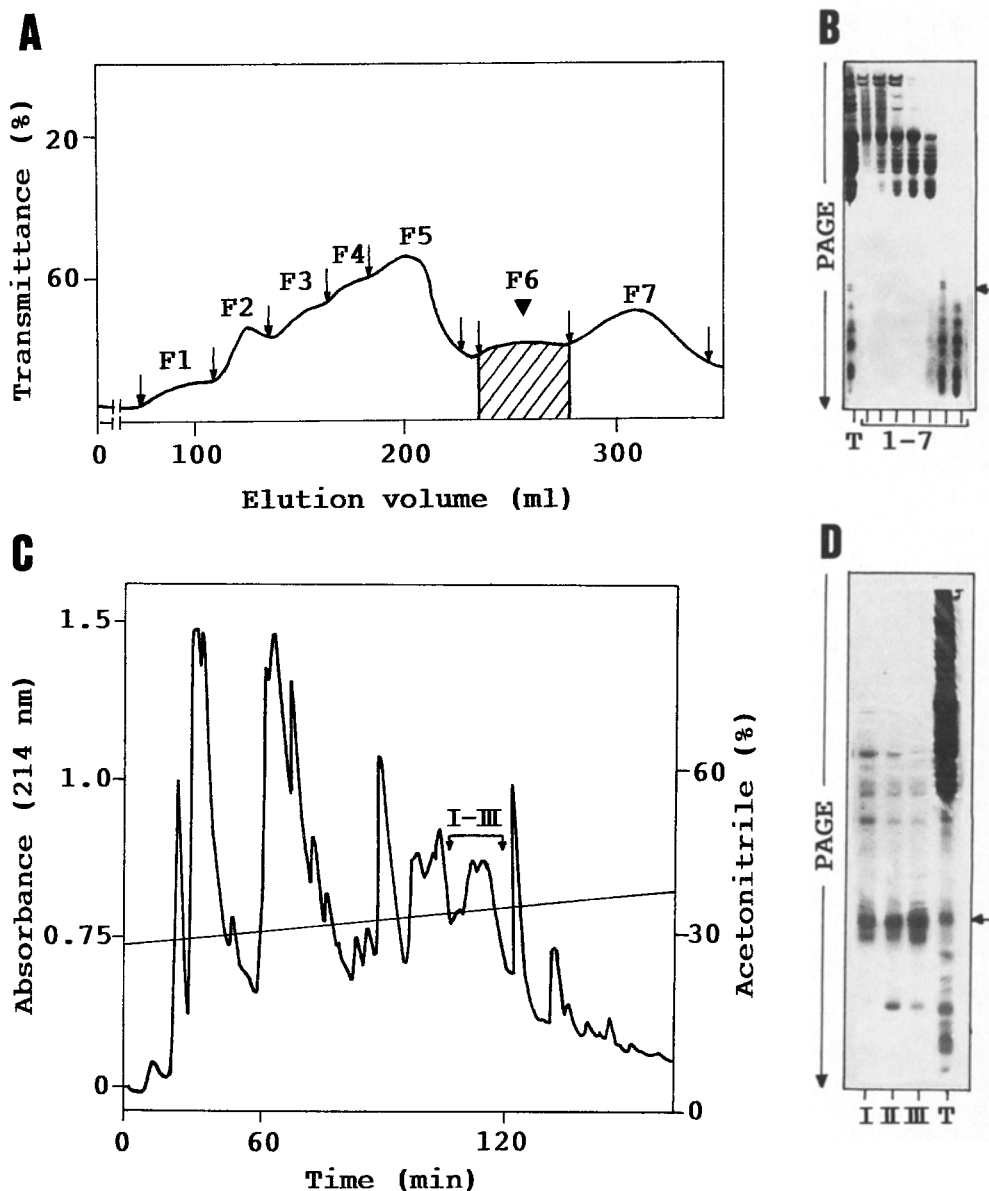 A
Transmittance (%)
20
60
F1
F2
F3
F4
F5
F6
F7
0
100
200
300
Elution volume (ml)
B
PAGE
T
1-7
C
Absorbance (214 nm)
1.5
1.0
0.75
0
I-III
60
30
0
Acetonitrile (%)
0
60
120
Time (min)
D
PAGE
I II III T